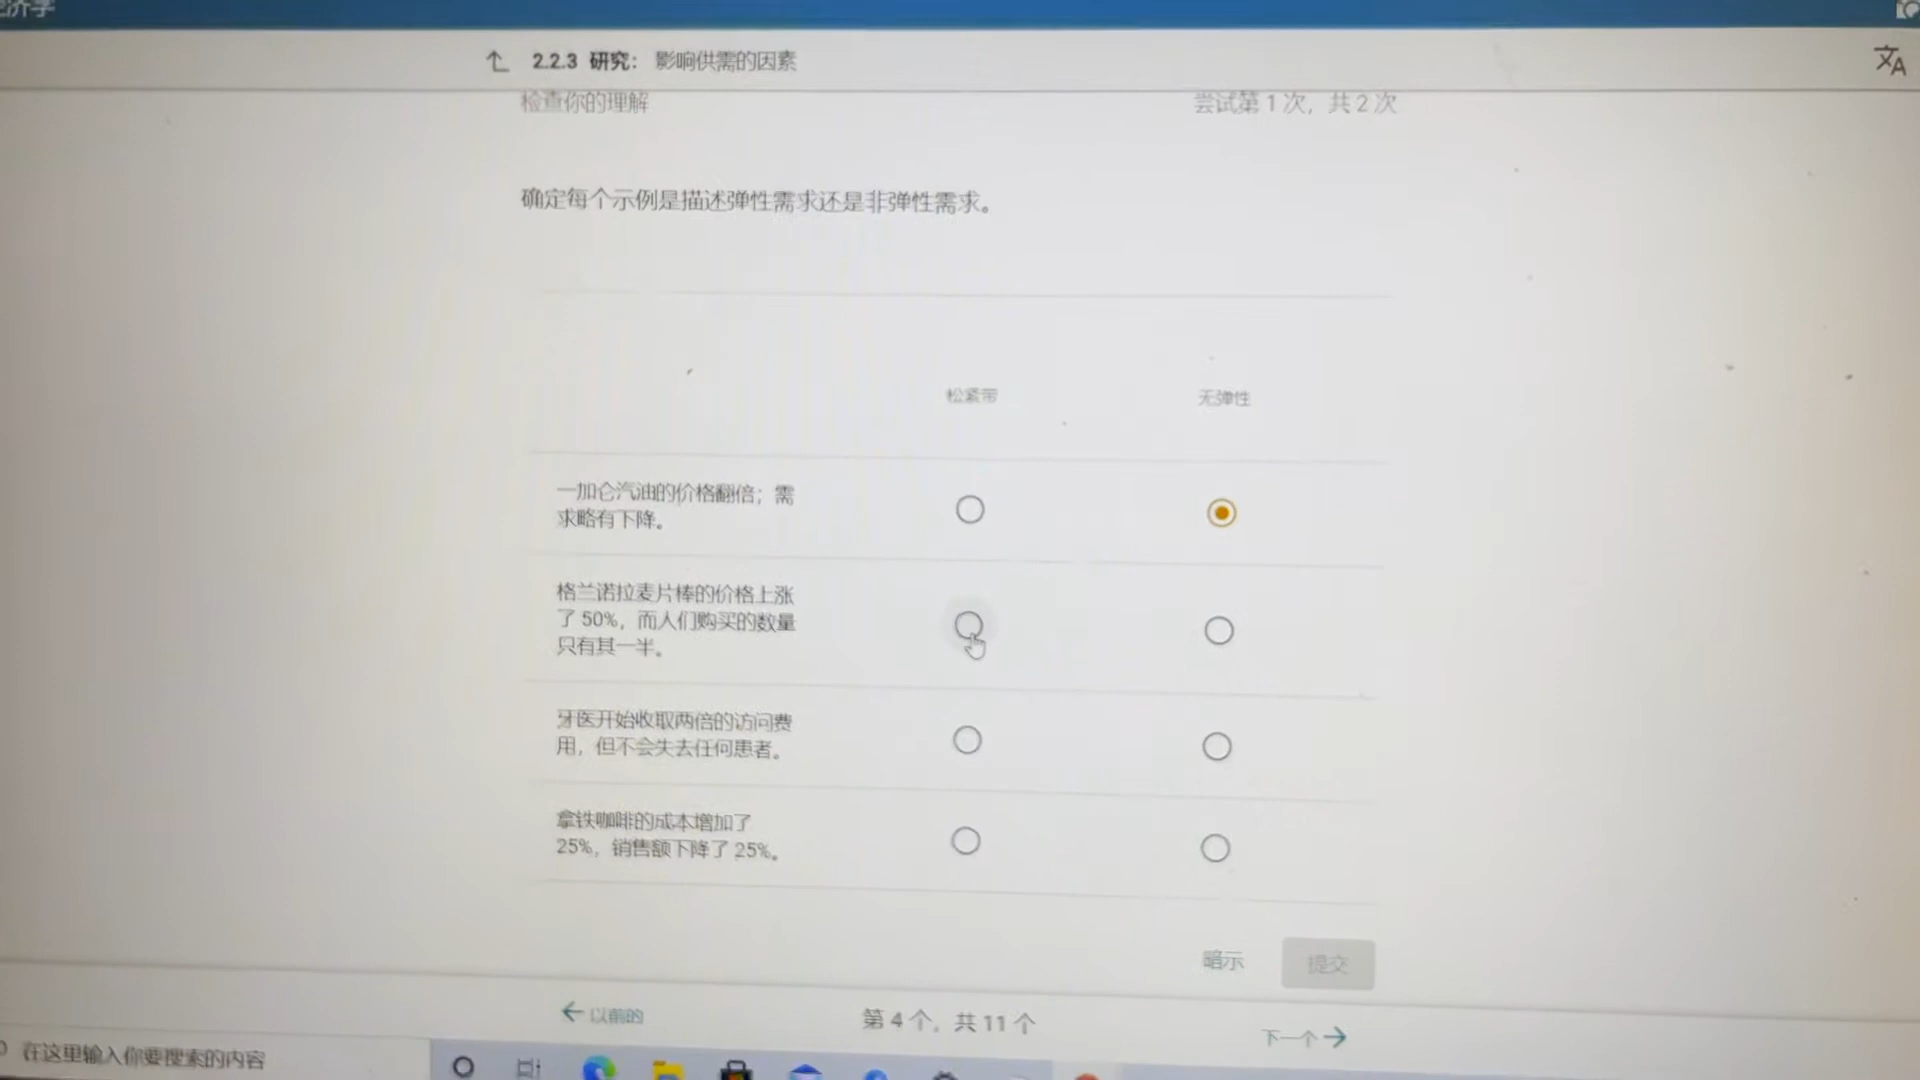 济学
2.2.3 研究： 影响供需的因素
检查你的理解
尝试第 1 次，共 2 次
确定每个示例是描述弹性需求还是非弹性需求。
松紧带
无弹性
一加仑汽油的价格翻倍；需
求略有下降。
格兰诺拉麦片棒的价格上涨
了 50%，而人们购买的数量
只有其一半。
牙医开始收取两倍的访问费
用，但不会失去任何患者。
拿铁咖啡的成本增加了
25%，销售额下降了 25%。
暗示
提交
以前的
第 4 个，共 11 个
下一个
在这里输入你要搜索的内容